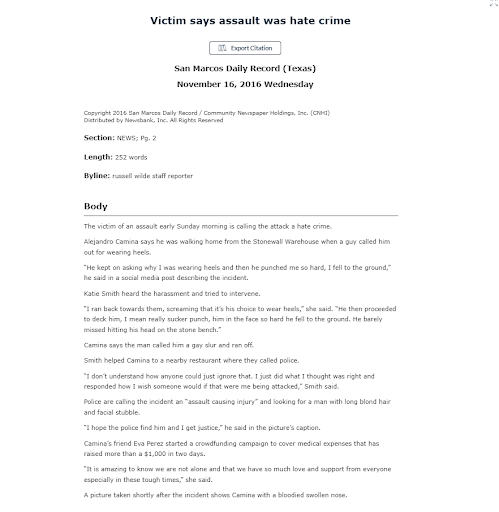 Victim says assault was hate crime
Export Citation
San Marcos Daily Record (Texas)
November 16, 2016 Wednesday
Copyright 2016 San Marcos Daily Record / Community Newspaper Holdings, Inc. (CNHI)
Distributed by Newsbank, Inc. All Rights Reserved
Section: NEWS; Pg. 2
Length: 252 words
Byline: russell wilde staff reporter
Body
The victim of an assault early Sunday morning is calling the attack a hate crime.
Alejandro Camina says he was walking home from the Stonewall Warehouse when a guy called him
out for wearing heels.
“He kept on asking why I was wearing heels and then he punched me so hard, I fell to the ground,”
he said in a social media post describing the incident.
Katie Smith heard the harassment and tried to intervene.
“I ran back towards them, screaming that it’s his choice to wear heels,” she said. “He then proceeded
to deck him, I mean really sucker punch, him in the face so hard he fell to the ground. He barely
missed hitting his head on the stone bench.”
Camina says the man called him a gay slur and ran off.
Smith helped Camina to a nearby restaurant where they called police.
“I don’t understand how anyone could just ignore that. I just did what I thought was right and
responded how I wish someone would if that were me being attacked,” Smith said.
Police are calling the incident an “assault causing injury” and looking for a man with long blond hair
and facial stubble.
“I hope the police find him and I get justice,” he said in the picture’s caption.
Camina’s friend Eva Perez started a crowdfunding campaign to cover medical expenses that has
raised more than a $1,000 in two days.
“It is amazing to know we are not alone and that we have so much love and support from everyone
especially in these tough times,” she said.
A picture taken shortly after the incident shows Camina with a bloodied swollen nose.